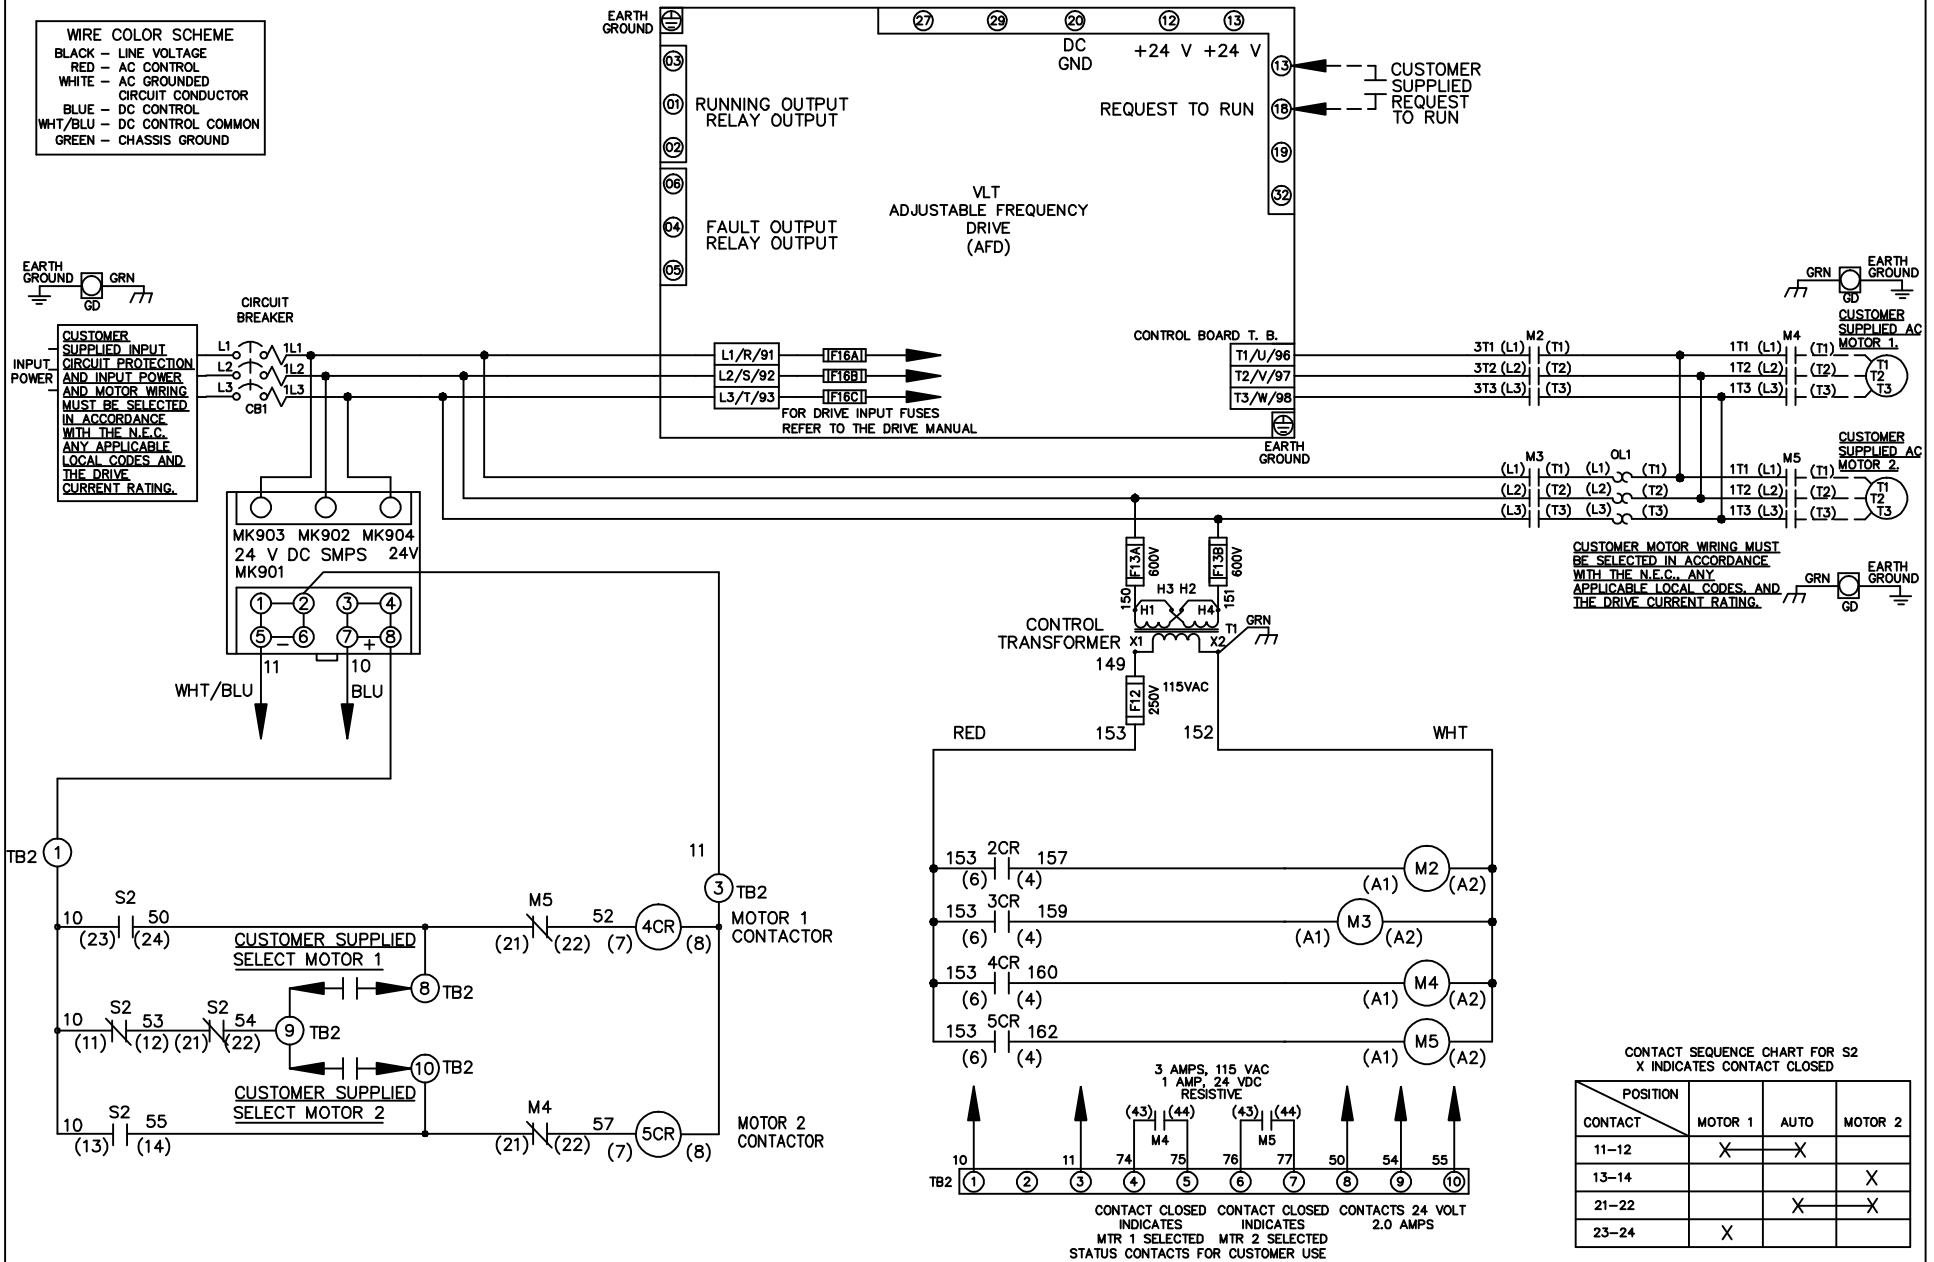 WIRE COLOR SCHEME
BLACK – LINE VOLTAGE
RED – AC CONTROL
WHITE – AC GROUNDED
CIRCUIT CONDUCTOR
BLUE – DC CONTROL
WHT/BLU – DC CONTROL COMMON
GREEN – CHASSIS GROUND
EARTH
GROUND
27 29 20 12 13
DC
GND
+24 V +24 V
03
01
02
RUNNING OUTPUT
RELAY OUTPUT
06
04
05
FAULT OUTPUT
RELAY OUTPUT
VLT
ADJUSTABLE FREQUENCY
DRIVE
(AFD)
REQUEST TO RUN
13
18
19
32
CUSTOMER
SUPPLIED
REQUEST
TO RUN
EARTH
GROUND
GRN
GD
INPUT
POWER
CUSTOMER
SUPPLIED INPUT
CIRCUIT PROTECTION
AND INPUT POWER
AND MOTOR WIRING
MUST BE SELECTED
IN ACCORDANCE
WITH THE N.E.C.
ANY APPLICABLE
LOCAL CODES AND
THE DRIVE
CURRENT RATING.
CIRCUIT
BREAKER
L1 1L1
L2 1L2
L3 1L3
CB1
L1/R/91 F16A
L2/S/92 F16B
L3/T/93 F16C
FOR DRIVE INPUT FUSES
REFER TO THE DRIVE MANUAL
CONTROL BOARD T. B.
T1/U/96
T2/V/97
T3/W/98
EARTH
GROUND
M2
3T1 (L1) (T1)
3T2 (L2) (T2)
3T3 (L3) (T3)
M4
1T1 (L1) (T1)
1T2 (L2) (T2)
1T3 (L3) (T3)
GRN
GD
EARTH
GROUND
CUSTOMER
SUPPLIED AC
MOTOR 1.
T1
T2
T3
M3 OL1
(L1) (T1) (L1) (T1)
(L2) (T2) (L2) (T2)
(L3) (T3) (L3) (T3)
M5
1T1 (L1) (T1)
1T2 (L2) (T2)
1T3 (L3) (T3)
CUSTOMER
SUPPLIED AC
MOTOR 2.
T1
T2
T3
CUSTOMER MOTOR WIRING MUST
BE SELECTED IN ACCORDANCE
WITH THE N.E.C., ANY
APPLICABLE LOCAL CODES, AND
THE DRIVE CURRENT RATING.
GRN
GD
EARTH
GROUND
MK903 MK902 MK904
24 V DC SMPS 24V
MK901
1 2 3 4
5 – 6 7 + 8
11 10
WHT/BLU BLU
F13A 600V
F13B 600V
150 151
H3 H2
H1 H4
CONTROL
TRANSFORMER
X1 X2
T1
GRN
149
F12 250V
115VAC
153 152
RED WHT
TB2 1
11
3 TB2
S2
10 50
(23) (24)
M5
52
(21) (22) (7) 4CR (8)
MOTOR 1
CONTACTOR
CUSTOMER SUPPLIED
SELECT MOTOR 1
8 TB2
S2 S2
10 53 54
(11) (12) (21) (22)
9 TB2
10 TB2
CUSTOMER SUPPLIED
SELECT MOTOR 2
S2
10 55
(13) (14)
M4
57
(21) (22) (7) 5CR (8)
MOTOR 2
CONTACTOR
2CR
153 157
(6) (4)
(A1) M2 (A2)
3CR
153 159
(6) (4)
(A1) M3 (A2)
4CR
153 160
(6) (4)
(A1) M4 (A2)
5CR
153 162
(6) (4)
(A1) M5 (A2)
3 AMPS, 115 VAC
1 AMP, 24 VDC
RESISTIVE
(43) (44) (43) (44)
M4 M5
10 11 74 75 76 77 50 54 55
TB2 1 2 3 4 5 6 7 8 9 10
CONTACT CLOSED
INDICATES
MTR 1 SELECTED
CONTACT CLOSED
INDICATES
MTR 2 SELECTED
STATUS CONTACTS FOR CUSTOMER USE
CONTACTS 24 VOLT
2.0 AMPS
CONTACT SEQUENCE CHART FOR S2
X INDICATES CONTACT CLOSED
POSITION
CONTACT MOTOR 1 AUTO MOTOR 2
11–12 X X
13–14 X
21–22 X X
23–24 X